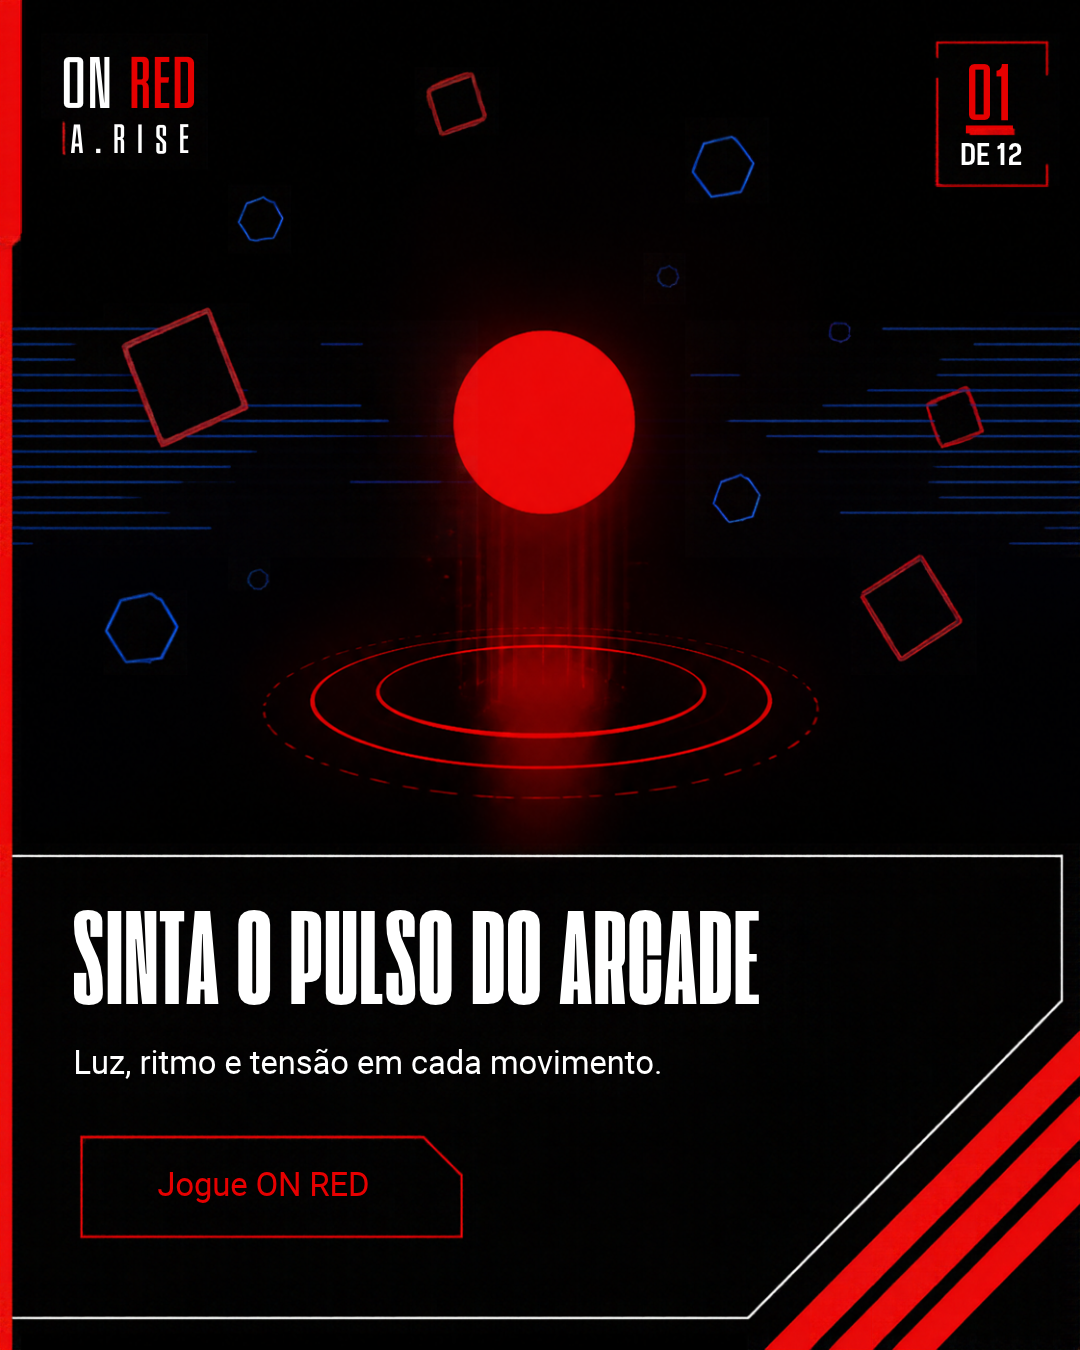 ON RED
A.RISE
01
DE 12
SINTA O PULSO DO ARCADE
Luz, ritmo e tensão em cada movimento.
Jogue ON RED